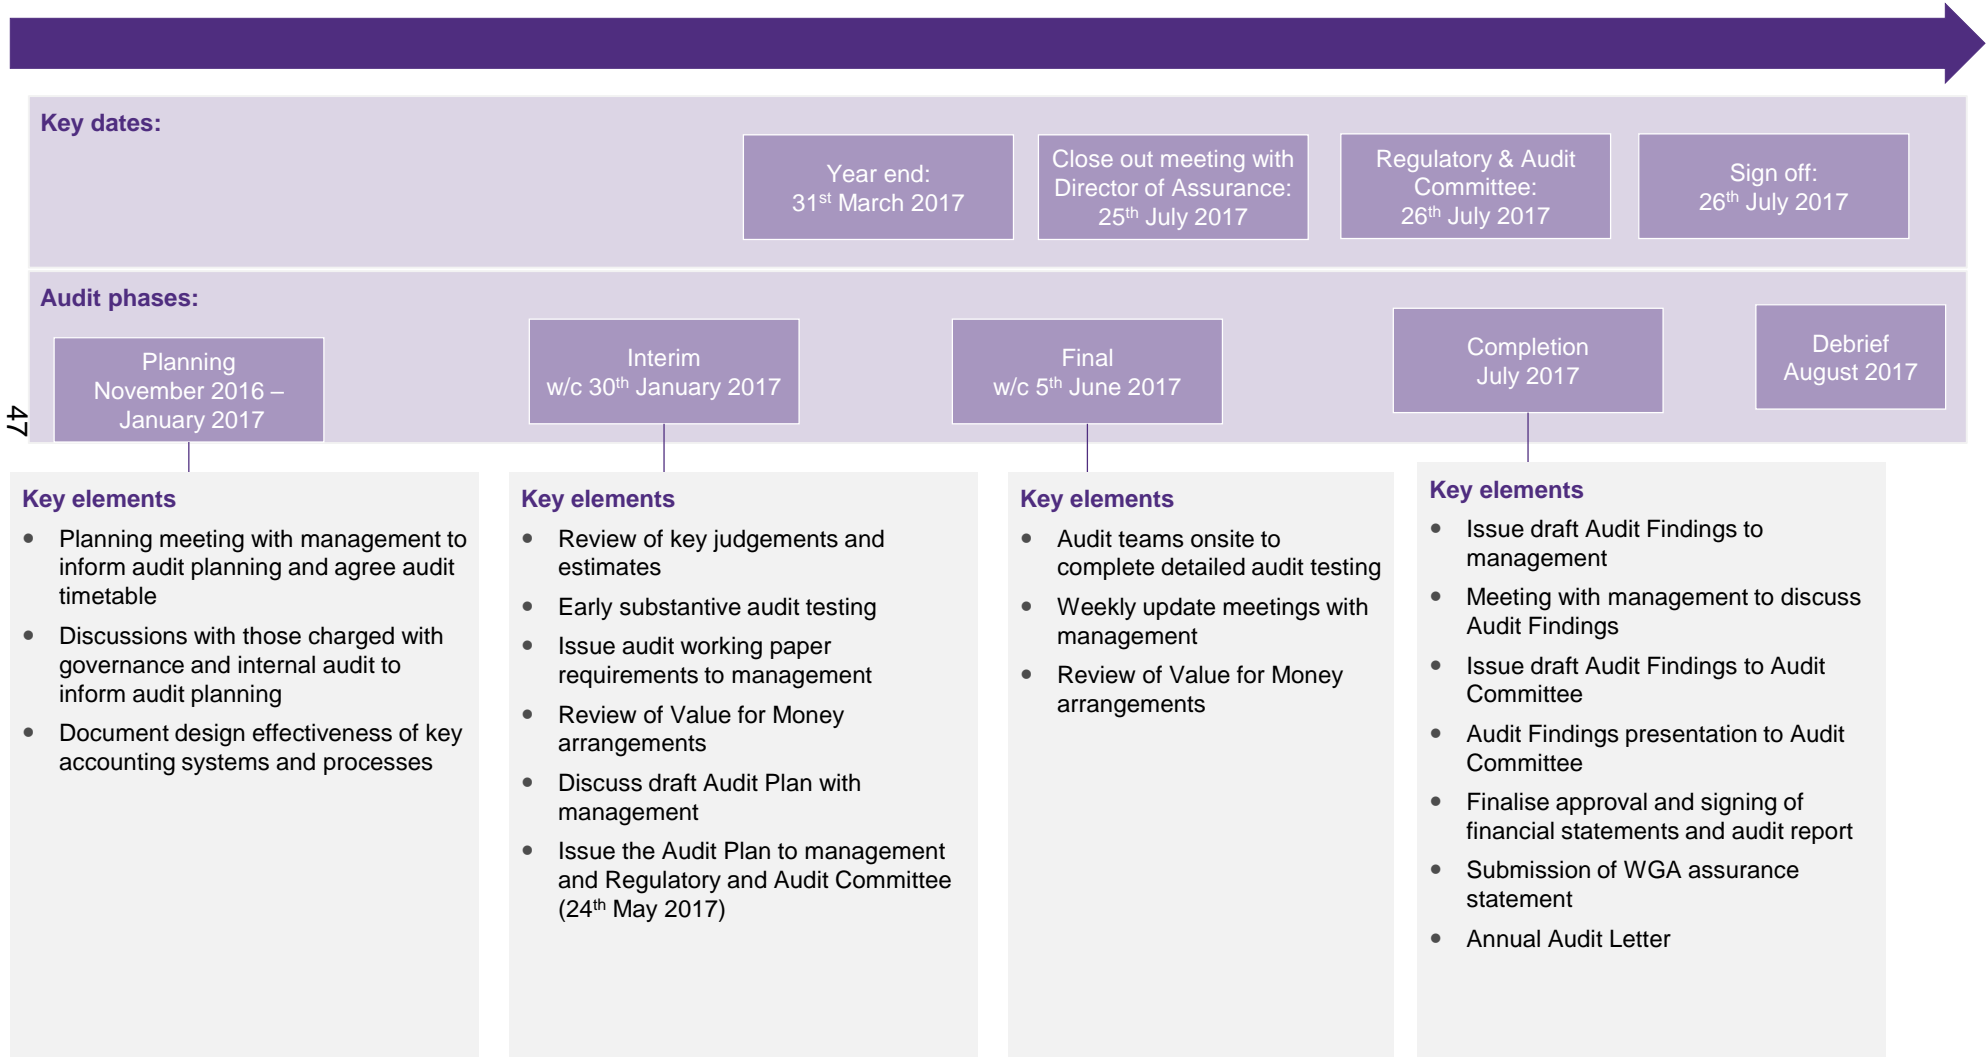 Key dates:
Year end:
31st March 2017
Close out meeting with
Director of Assurance:
25th July 2017
Regulatory & Audit
Committee:
26th July 2017
Sign off:
26th July 2017
Audit phases:
Planning
November 2016 –
January 2017
Interim
w/c 30th January 2017
Final
w/c 5th June 2017
Completion
July 2017
Debrief
August 2017
47
Key elements
• Planning meeting with management to
inform audit planning and agree audit
timetable
• Discussions with those charged with
governance and internal audit to
inform audit planning
• Document design effectiveness of key
accounting systems and processes
Key elements
• Review of key judgements and
estimates
• Early substantive audit testing
• Issue audit working paper
requirements to management
• Review of Value for Money
arrangements
• Discuss draft Audit Plan with
management
• Issue the Audit Plan to management
and Regulatory and Audit Committee
(24th May 2017)
Key elements
• Audit teams onsite to
complete detailed audit testing
• Weekly update meetings with
management
• Review of Value for Money
arrangements
Key elements
• Issue draft Audit Findings to
management
• Meeting with management to discuss
Audit Findings
• Issue draft Audit Findings to Audit
Committee
• Audit Findings presentation to Audit
Committee
• Finalise approval and signing of
financial statements and audit report
• Submission of WGA assurance
statement
• Annual Audit Letter